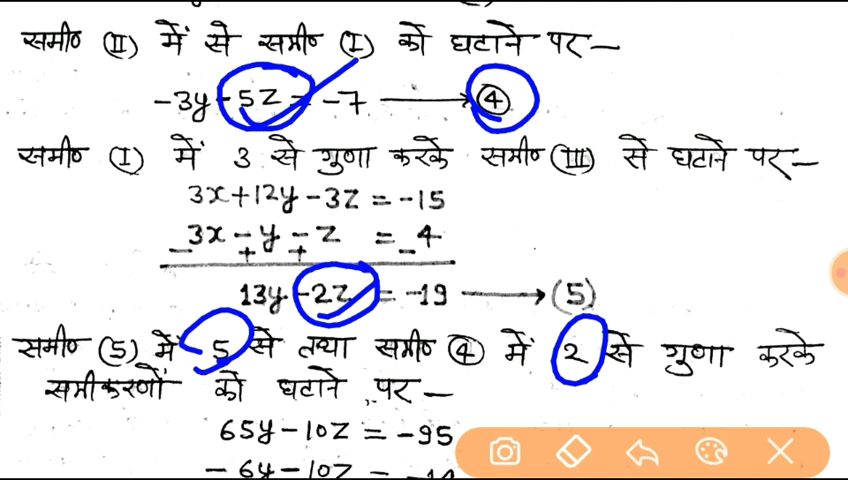 समी० (II) में से समी० (I) को घटाने पर—
-3y-5z = -7 → ④
समी० (I) में 3 से गुणा करके समी० (III) से घटाने पर—
3x+12y-3z = -15
3x - y - z = 4
- + + -
13y-2z = -19 → (5)
समी० (5) में 5 से तथा समी० ④ में 2 से गुणा करके
समीकरणों को घटाने पर—
65y-10z = -95
-6y-10z =